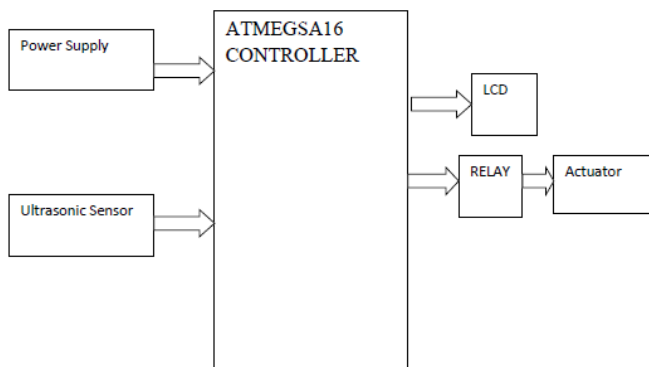 Power Supply
ATMEGSA16
CONTROLLER
LCD
RELAY
Actuator
Ultrasonic Sensor